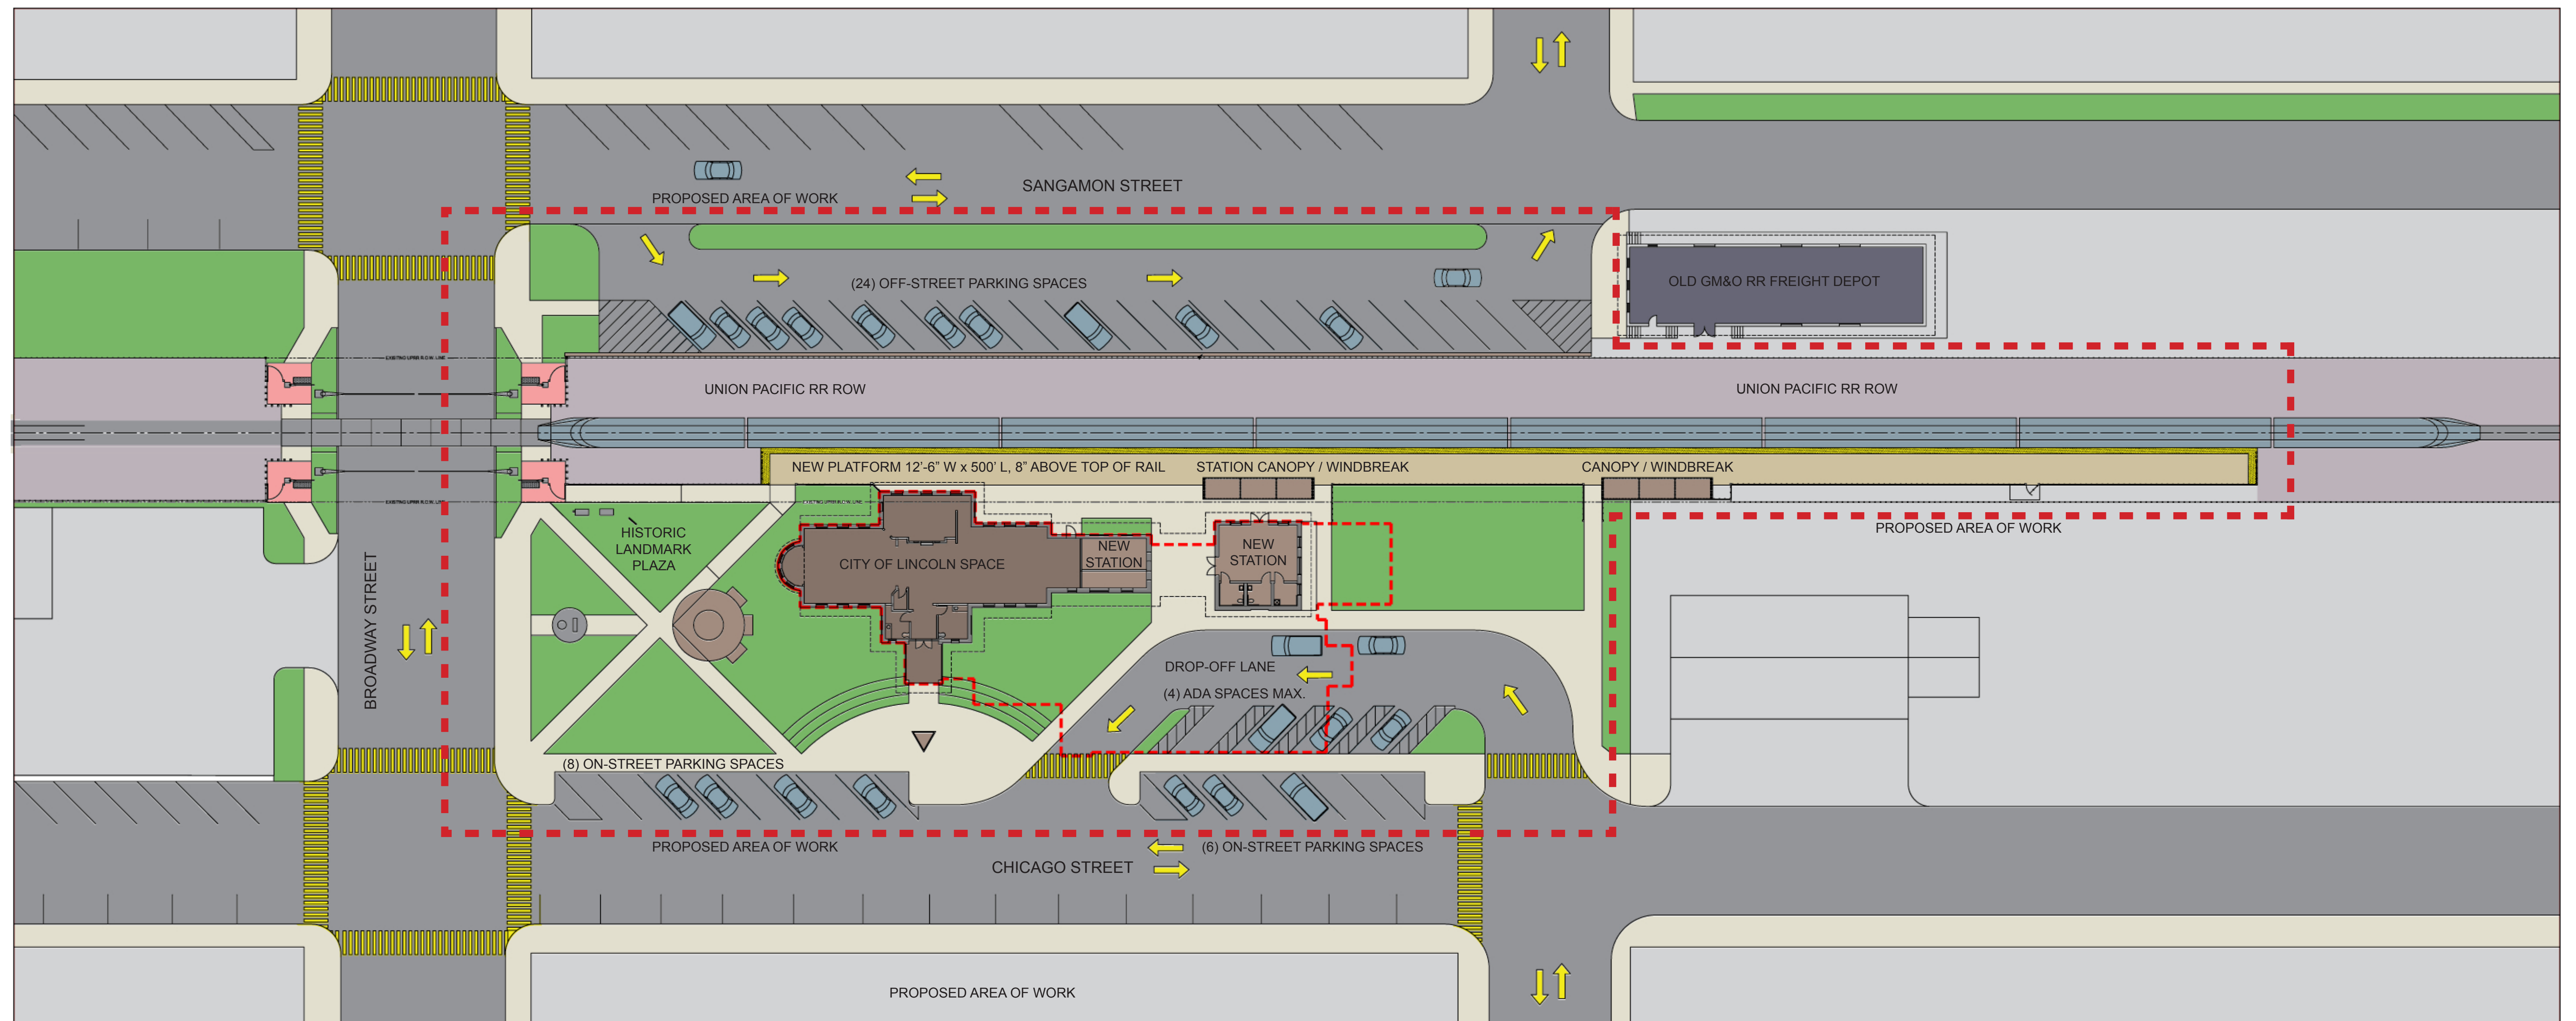 SANGAMON STREET
PROPOSED AREA OF WORK
(24) OFF-STREET PARKING SPACES
OLD GM&O RR FREIGHT DEPOT
UNION PACIFIC RR ROW
UNION PACIFIC RR ROW
NEW PLATFORM 12'-6" W x 500' L, 8" ABOVE TOP OF RAIL
STATION CANOPY / WINDBREAK
CANOPY / WINDBREAK
PROPOSED AREA OF WORK
HISTORIC
LANDMARK
PLAZA
CITY OF LINCOLN SPACE
NEW
STATION
NEW
STATION
BROADWAY STREET
DROP-OFF LANE
(4) ADA SPACES MAX.
(8) ON-STREET PARKING SPACES
PROPOSED AREA OF WORK
(6) ON-STREET PARKING SPACES
CHICAGO STREET
PROPOSED AREA OF WORK